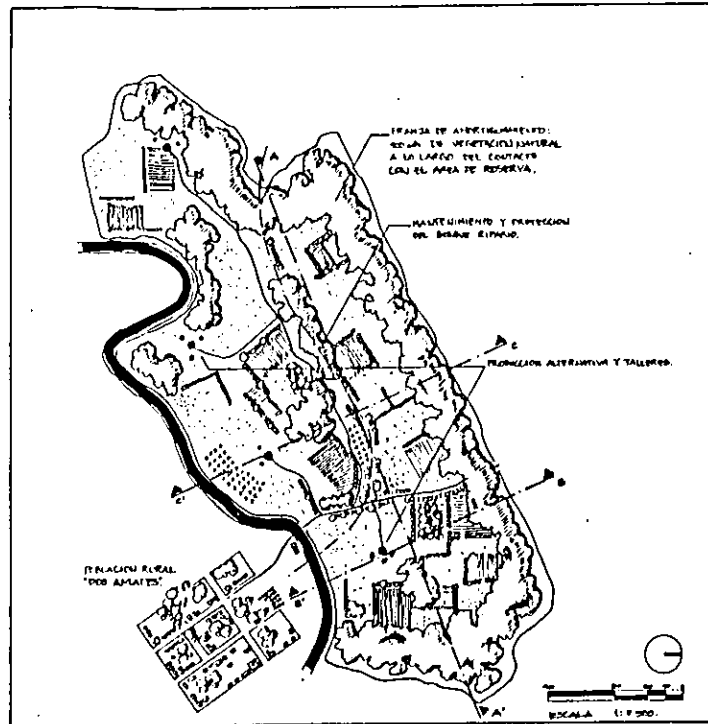 FRANJA DE AMORTIGUAMIENTO:
ZONA DE VEGETACION NATURAL
A LO LARGO DEL CONTACTO
CON EL AREA DE RESERVA.
MANTENIMIENTO Y PROTECCION
DEL BOSQUE RIPARIO.
PRODUCCION ALTERNATIVA Y TALLERES.
POBLACION RURAL
"DOS AMATES".
A
C
B
C'
B'
A'
ESCALA